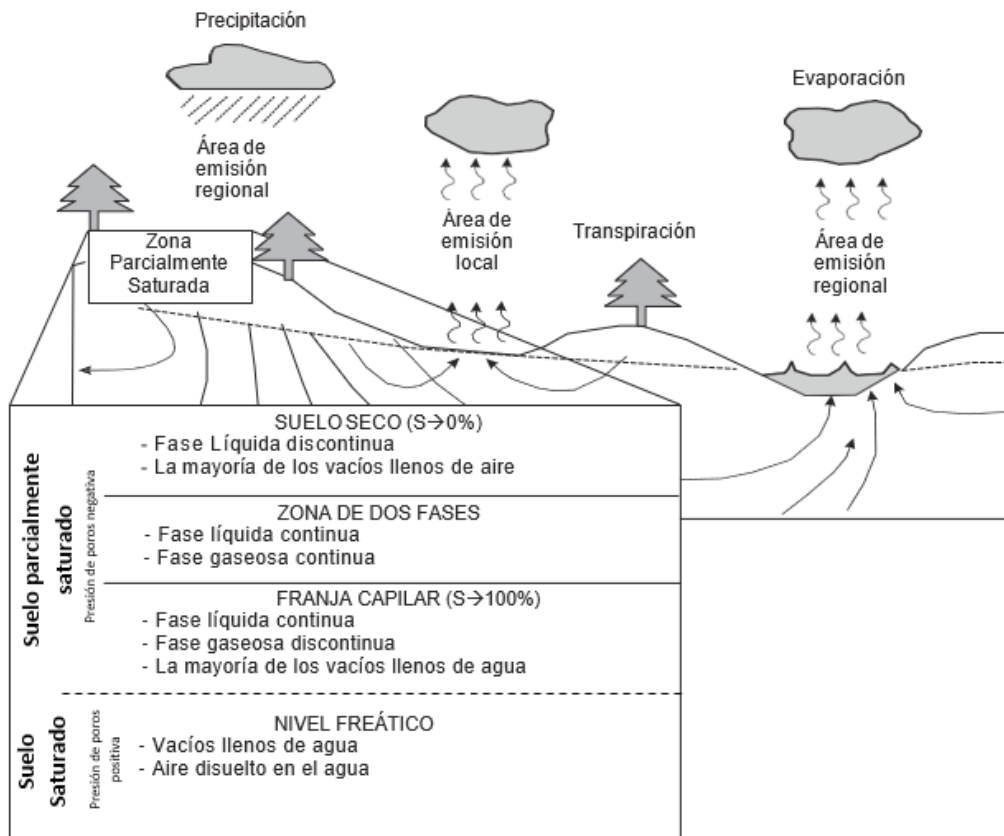 Precipitación
Evaporación
Área de
emisión
regional
Área de
emisión
local
Transpiración
Área de
emisión
regional
Zona
Parcialmente
Saturada
Suelo parcialmente
saturado
Presión de poros negativa
SUELO SECO (S→0%)
- Fase Líquida discontinua
- La mayoría de los vacíos llenos de aire
ZONA DE DOS FASES
- Fase líquida continua
- Fase gaseosa continua
FRANJA CAPILAR (S→100%)
- Fase líquida continua
- Fase gaseosa discontinua
- La mayoría de los vacíos llenos de agua
Suelo
Saturado
Presión de poros
positiva
NIVEL FREÁTICO
- Vacíos llenos de agua
- Aire disuelto en el agua